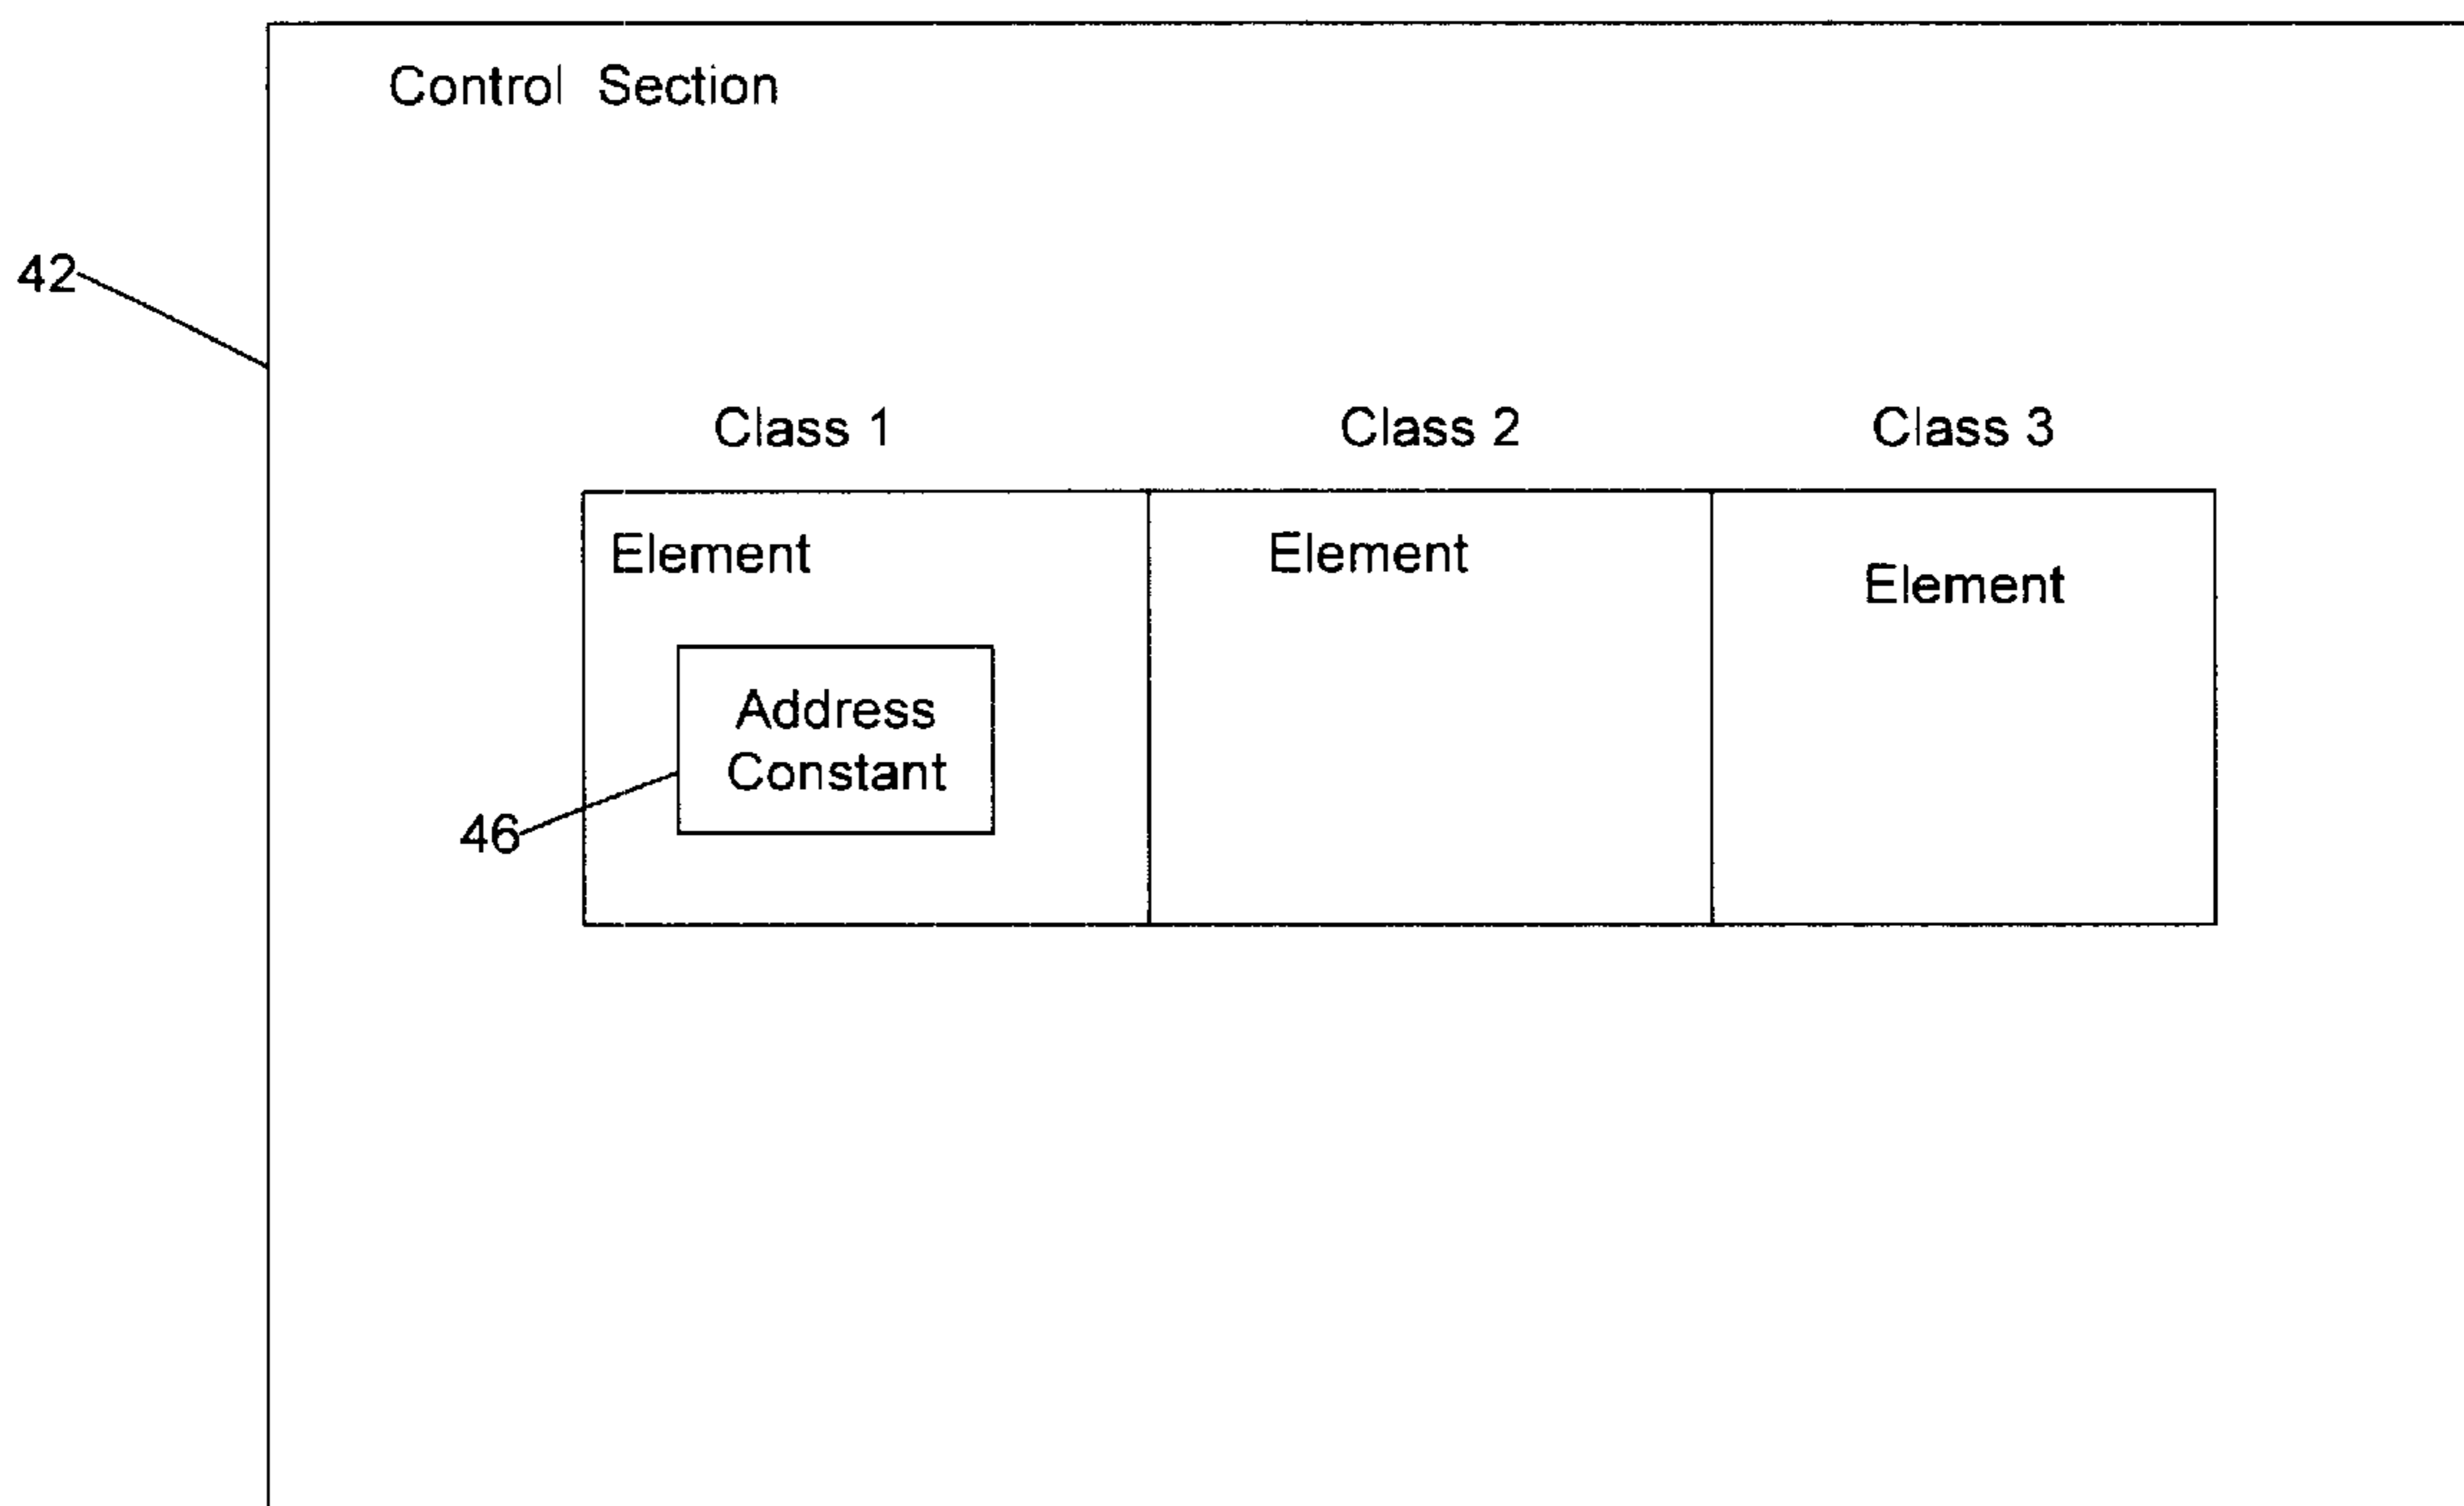 Control Section
42
Class 1 Class 2 Class 3
Element Element Element
Address
Constant
46